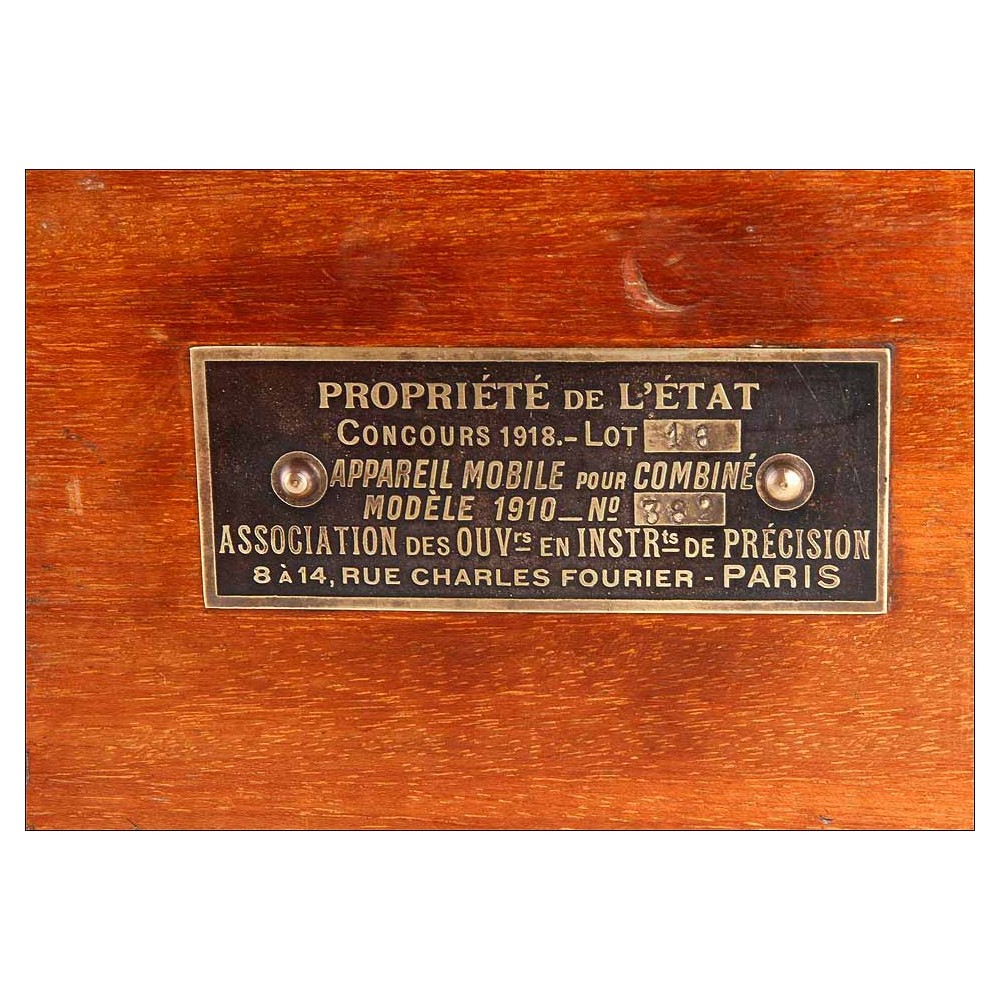 PROPRIÉTÉ DE L'ÉTAT
CONCOURS 1918.- LOT 16
APPAREIL MOBILE POUR COMBINÉ
MODÈLE 1910_Nº 382
ASSOCIATION DES OUVrs EN INSTRts DE PRÉCISION
8 À 14, RUE CHARLES FOURIER - PARIS